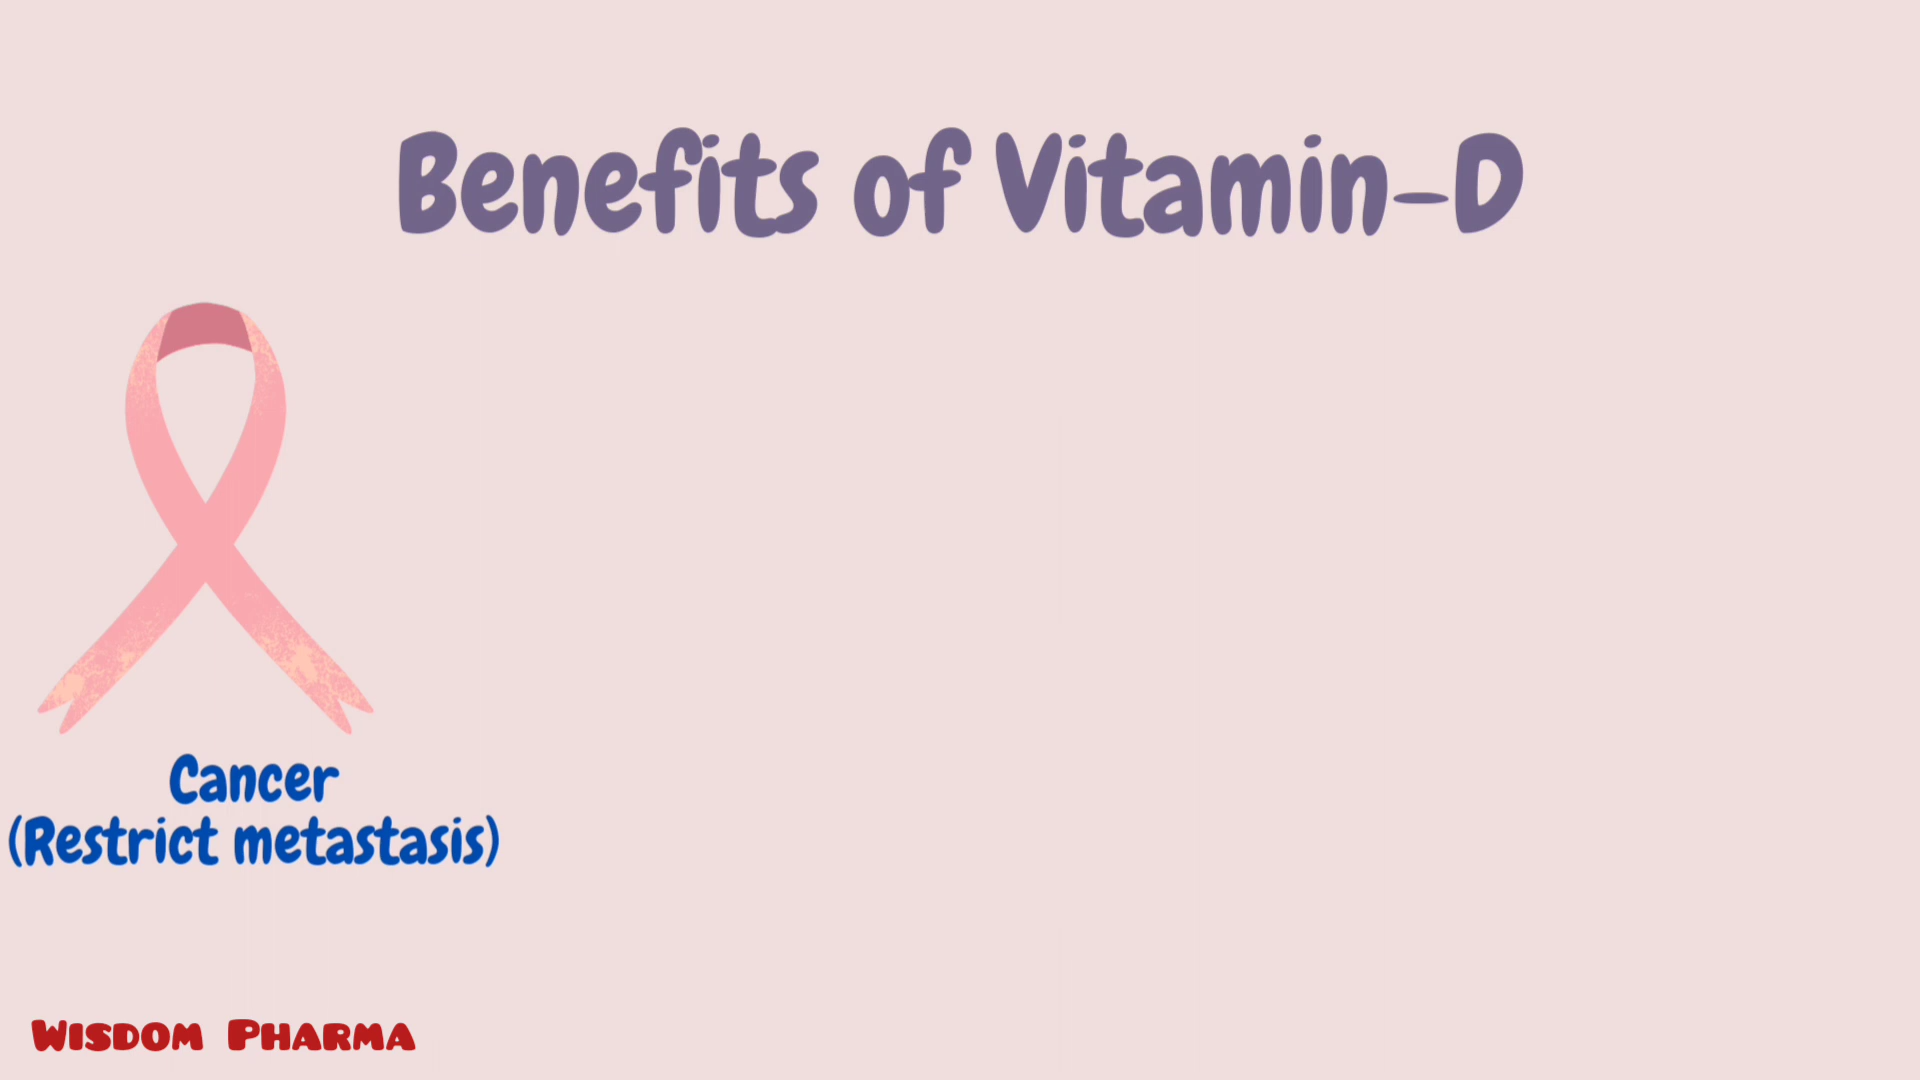 Benefits of Vitamin-D
Cancer
(Restrict metastasis)
Wisdom Pharma